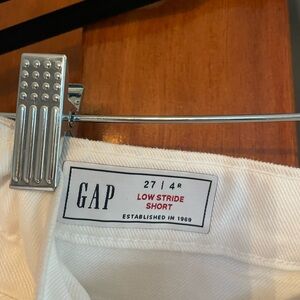 GAP
27 | 4R
LOW STRIDE
SHORT
ESTABLISHED IN 1969